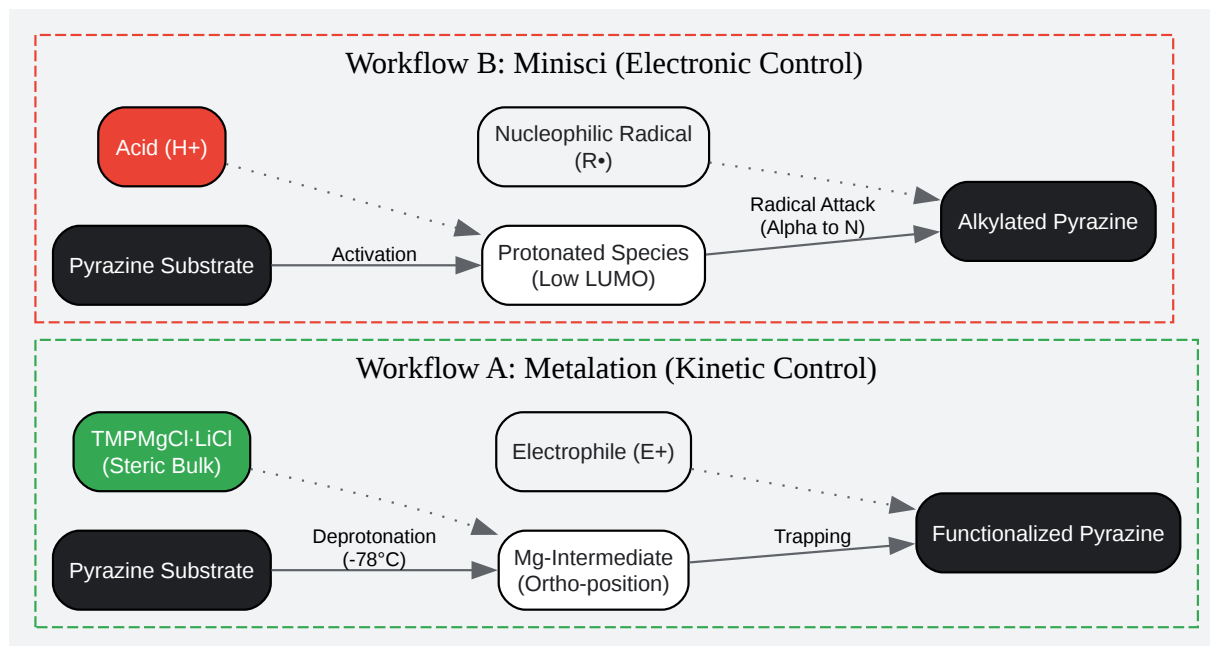 Workflow B: Minisci (Electronic Control)
Acid (H+)
Nucleophilic Radical
(R•)
Radical Attack
(Alpha to N)
Alkylated Pyrazine
Pyrazine Substrate
Activation
Protonated Species
(Low LUMO)
Workflow A: Metalation (Kinetic Control)
TMPMgCl·LiCl
(Steric Bulk)
Electrophile (E+)
Deprotonation
(-78°C)
Trapping
Functionalized Pyrazine
Pyrazine Substrate
Mg-Intermediate
(Ortho-position)